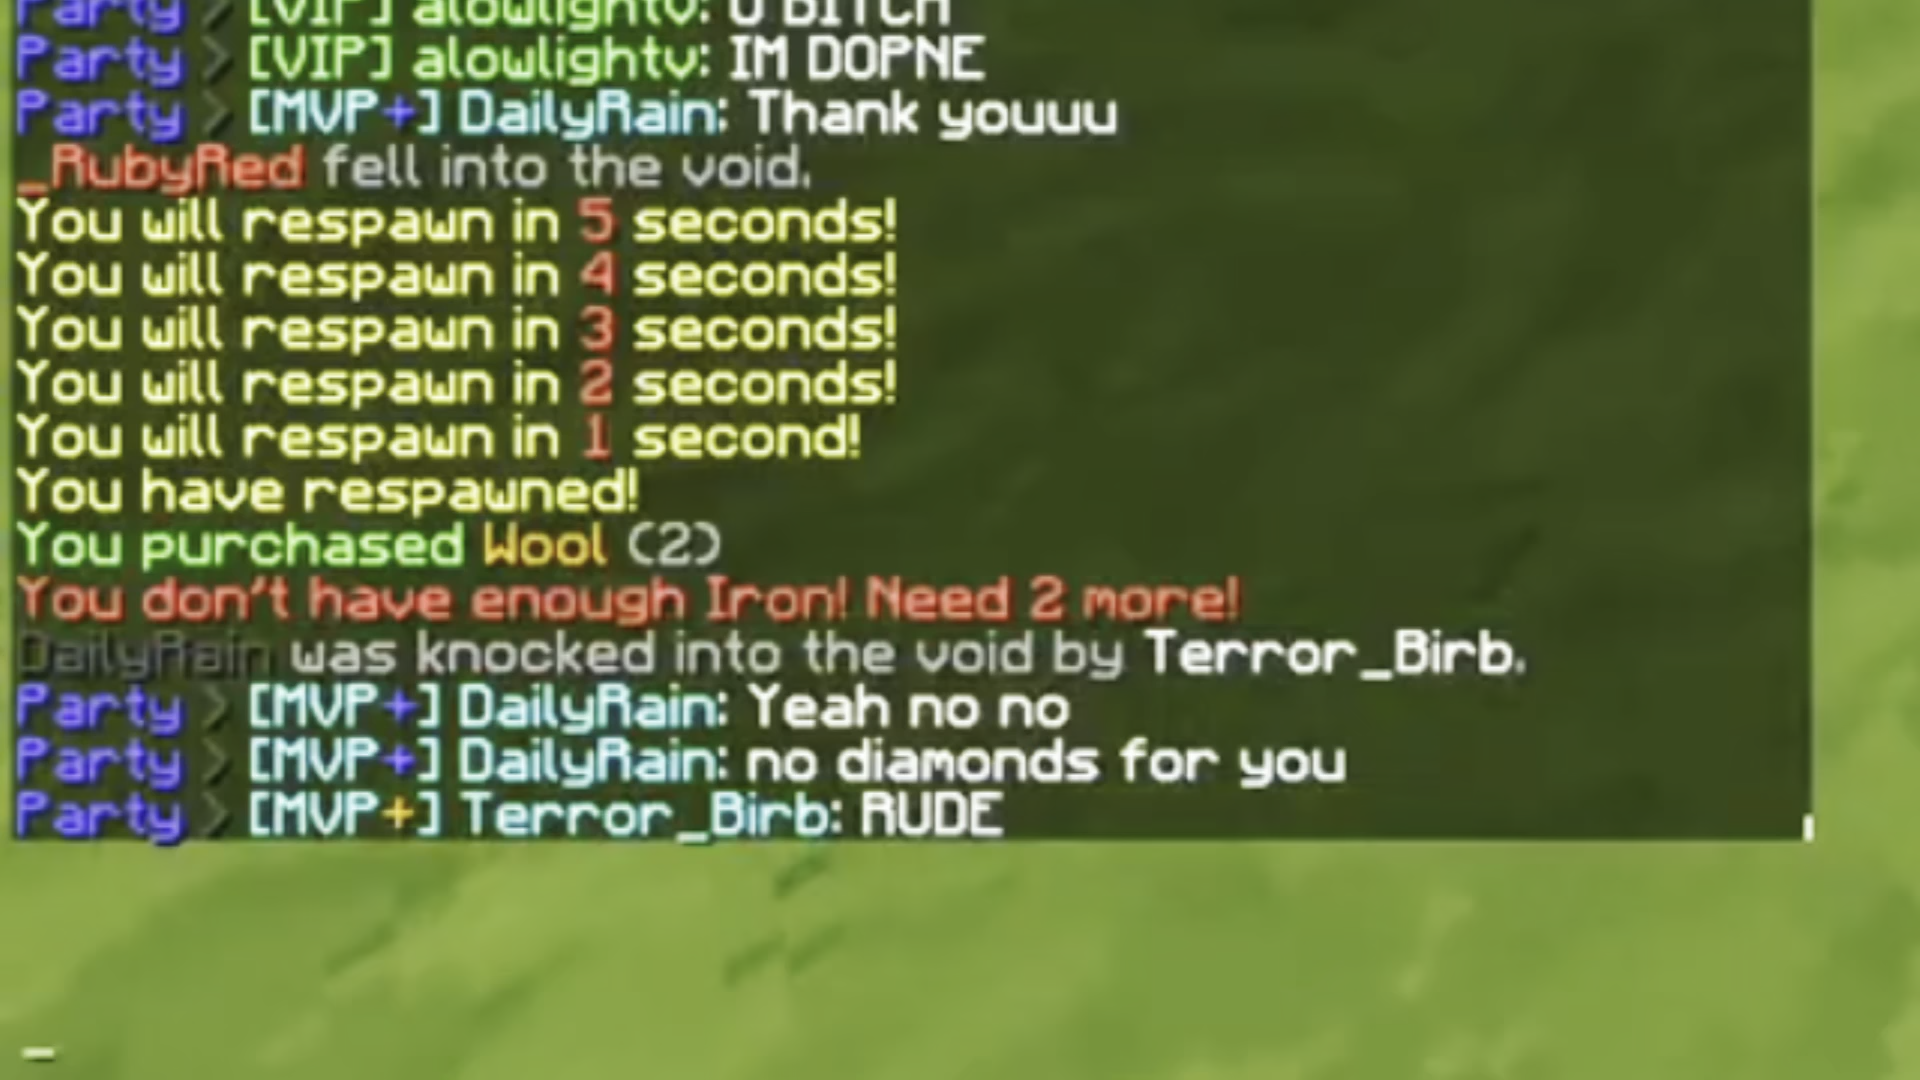 Party > [VIP] alowlightv: U BITCH
Party > [VIP] alowlightv: IM DOPNE
Party > [MVP+] DailyRain: Thank youuu
_RubyRed fell into the void.
You will respawn in 5 seconds!
You will respawn in 4 seconds!
You will respawn in 3 seconds!
You will respawn in 2 seconds!
You will respawn in 1 second!
You have respawned!
You purchased Wool (2)
You don't have enough Iron! Need 2 more!
DailyRain was knocked into the void by Terror_Birb.
Party > [MVP+] DailyRain: Yeah no no
Party > [MVP+] DailyRain: no diamonds for you
Party > [MVP+] Terror_Birb: RUDE
_